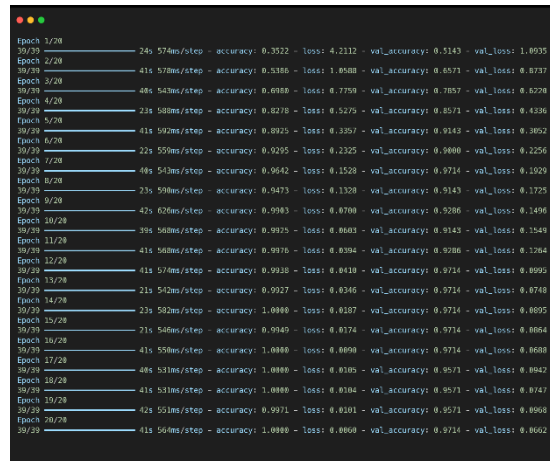 Epoch 1/20
39/39 ━━━━━━━━━━━━━━━━━━━━ 24s 574ms/step - accuracy: 0.3522 - loss: 4.2112 - val_accuracy: 0.5143 - val_loss: 1.0935
Epoch 2/20
39/39 ━━━━━━━━━━━━━━━━━━━━ 41s 578ms/step - accuracy: 0.5386 - loss: 1.0588 - val_accuracy: 0.6571 - val_loss: 0.8737
Epoch 3/20
39/39 ━━━━━━━━━━━━━━━━━━━━ 40s 543ms/step - accuracy: 0.6980 - loss: 0.7759 - val_accuracy: 0.7857 - val_loss: 0.6220
Epoch 4/20
39/39 ━━━━━━━━━━━━━━━━━━━━ 23s 588ms/step - accuracy: 0.8278 - loss: 0.5275 - val_accuracy: 0.8571 - val_loss: 0.4336
Epoch 5/20
39/39 ━━━━━━━━━━━━━━━━━━━━ 41s 592ms/step - accuracy: 0.8925 - loss: 0.3357 - val_accuracy: 0.9143 - val_loss: 0.3052
Epoch 6/20
39/39 ━━━━━━━━━━━━━━━━━━━━ 22s 559ms/step - accuracy: 0.9295 - loss: 0.2325 - val_accuracy: 0.9000 - val_loss: 0.2256
Epoch 7/20
39/39 ━━━━━━━━━━━━━━━━━━━━ 40s 543ms/step - accuracy: 0.9642 - loss: 0.1528 - val_accuracy: 0.9714 - val_loss: 0.1929
Epoch 8/20
39/39 ━━━━━━━━━━━━━━━━━━━━ 23s 590ms/step - accuracy: 0.9473 - loss: 0.1328 - val_accuracy: 0.9143 - val_loss: 0.1725
Epoch 9/20
39/39 ━━━━━━━━━━━━━━━━━━━━ 42s 626ms/step - accuracy: 0.9903 - loss: 0.0700 - val_accuracy: 0.9286 - val_loss: 0.1496
Epoch 10/20
39/39 ━━━━━━━━━━━━━━━━━━━━ 39s 568ms/step - accuracy: 0.9925 - loss: 0.0603 - val_accuracy: 0.9143 - val_loss: 0.1549
Epoch 11/20
39/39 ━━━━━━━━━━━━━━━━━━━━ 41s 568ms/step - accuracy: 0.9976 - loss: 0.0394 - val_accuracy: 0.9286 - val_loss: 0.1264
Epoch 12/20
39/39 ━━━━━━━━━━━━━━━━━━━━ 41s 574ms/step - accuracy: 0.9938 - loss: 0.0410 - val_accuracy: 0.9714 - val_loss: 0.0995
Epoch 13/20
39/39 ━━━━━━━━━━━━━━━━━━━━ 21s 542ms/step - accuracy: 0.9927 - loss: 0.0346 - val_accuracy: 0.9714 - val_loss: 0.0748
Epoch 14/20
39/39 ━━━━━━━━━━━━━━━━━━━━ 23s 582ms/step - accuracy: 1.0000 - loss: 0.0187 - val_accuracy: 0.9714 - val_loss: 0.0895
Epoch 15/20
39/39 ━━━━━━━━━━━━━━━━━━━━ 21s 546ms/step - accuracy: 0.9949 - loss: 0.0174 - val_accuracy: 0.9714 - val_loss: 0.0864
Epoch 16/20
39/39 ━━━━━━━━━━━━━━━━━━━━ 41s 550ms/step - accuracy: 1.0000 - loss: 0.0090 - val_accuracy: 0.9714 - val_loss: 0.0688
Epoch 17/20
39/39 ━━━━━━━━━━━━━━━━━━━━ 40s 531ms/step - accuracy: 1.0000 - loss: 0.0105 - val_accuracy: 0.9571 - val_loss: 0.0942
Epoch 18/20
39/39 ━━━━━━━━━━━━━━━━━━━━ 41s 531ms/step - accuracy: 1.0000 - loss: 0.0104 - val_accuracy: 0.9571 - val_loss: 0.0747
Epoch 19/20
39/39 ━━━━━━━━━━━━━━━━━━━━ 42s 551ms/step - accuracy: 0.9971 - loss: 0.0101 - val_accuracy: 0.9571 - val_loss: 0.0968
Epoch 20/20
39/39 ━━━━━━━━━━━━━━━━━━━━ 41s 564ms/step - accuracy: 1.0000 - loss: 0.0060 - val_accuracy: 0.9714 - val_loss: 0.0662